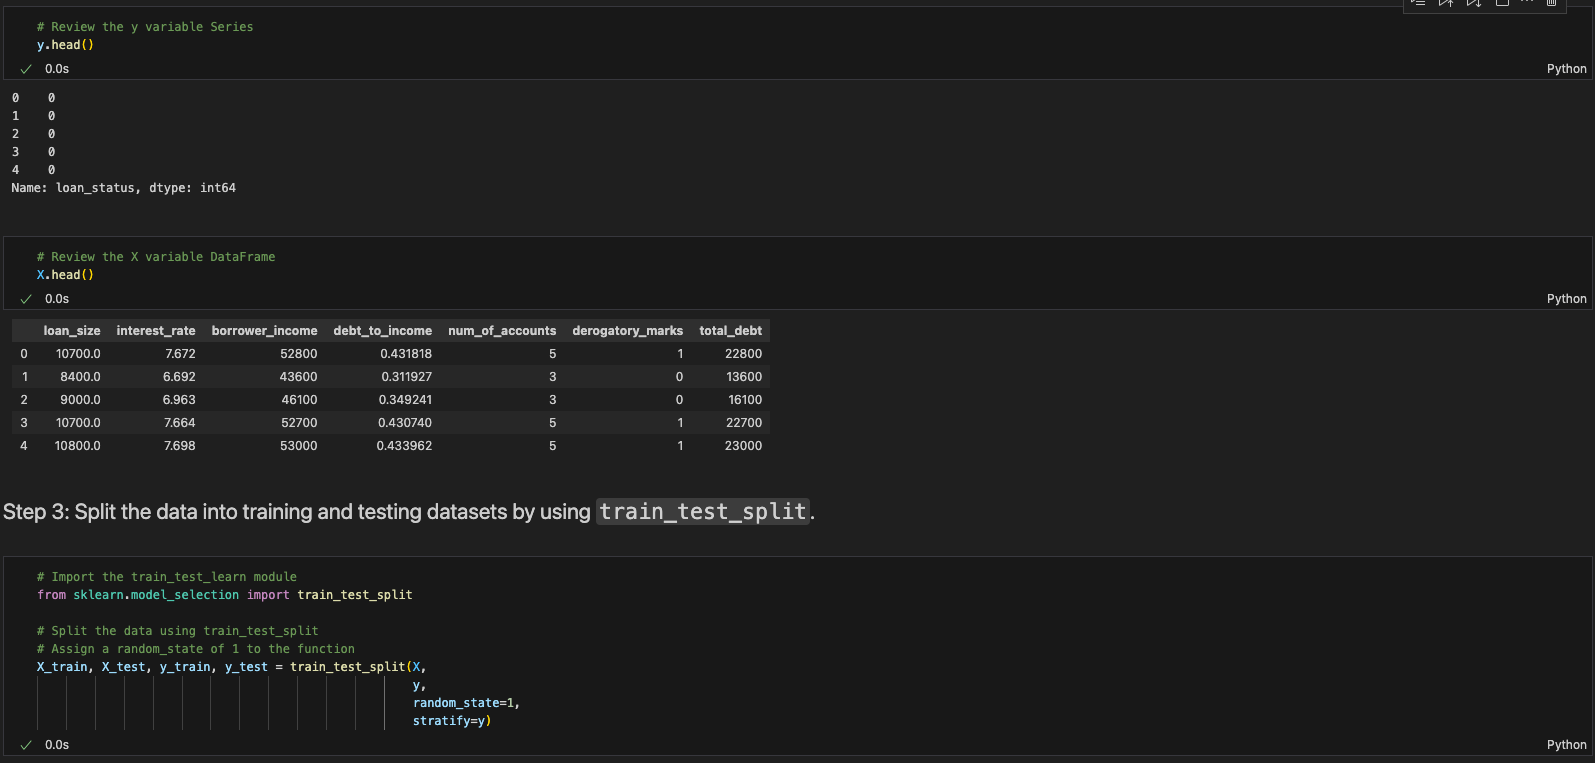 # Review the y variable Series
y.head()
0.0s
Python
0 0
1 0
2 0
3 0
4 0
Name: loan_status, dtype: int64
# Review the X variable DataFrame
X.head()
0.0s
Python
loan_size interest_rate borrower_income debt_to_income num_of_accounts derogatory_marks total_debt
0 10700.0 7.672 52800 0.431818 5 1 22800
1 8400.0 6.692 43600 0.311927 3 0 13600
2 9000.0 6.963 46100 0.349241 3 0 16100
3 10700.0 7.664 52700 0.430740 5 1 22700
4 10800.0 7.698 53000 0.433962 5 1 23000
Step 3: Split the data into training and testing datasets by using train_test_split.
# Import the train_test_learn module
from sklearn.model_selection import train_test_split
# Split the data using train_test_split
# Assign a random_state of 1 to the function
X_train, X_test, y_train, y_test = train_test_split(X,
y,
random_state=1,
stratify=y)
0.0s
Python